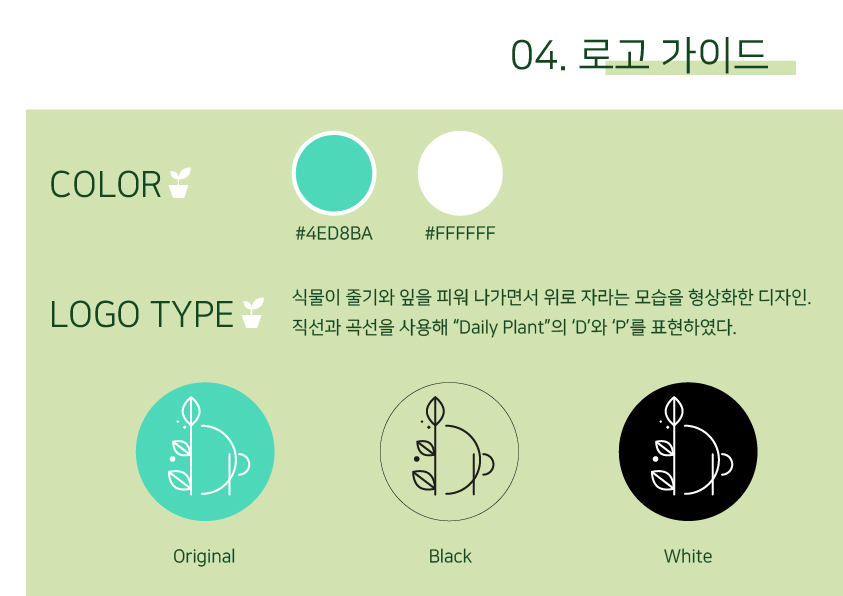 04. 로고 가이드
COLOR
#4ED8BA
#FFFFFF
LOGO TYPE
식물이 줄기와 잎을 피워 나가면서 위로 자라는 모습을 형상화한 디자인.
직선과 곡선을 사용해 “Daily Plant”의 ‘D’와 ‘P’를 표현하였다.
Original
Black
White